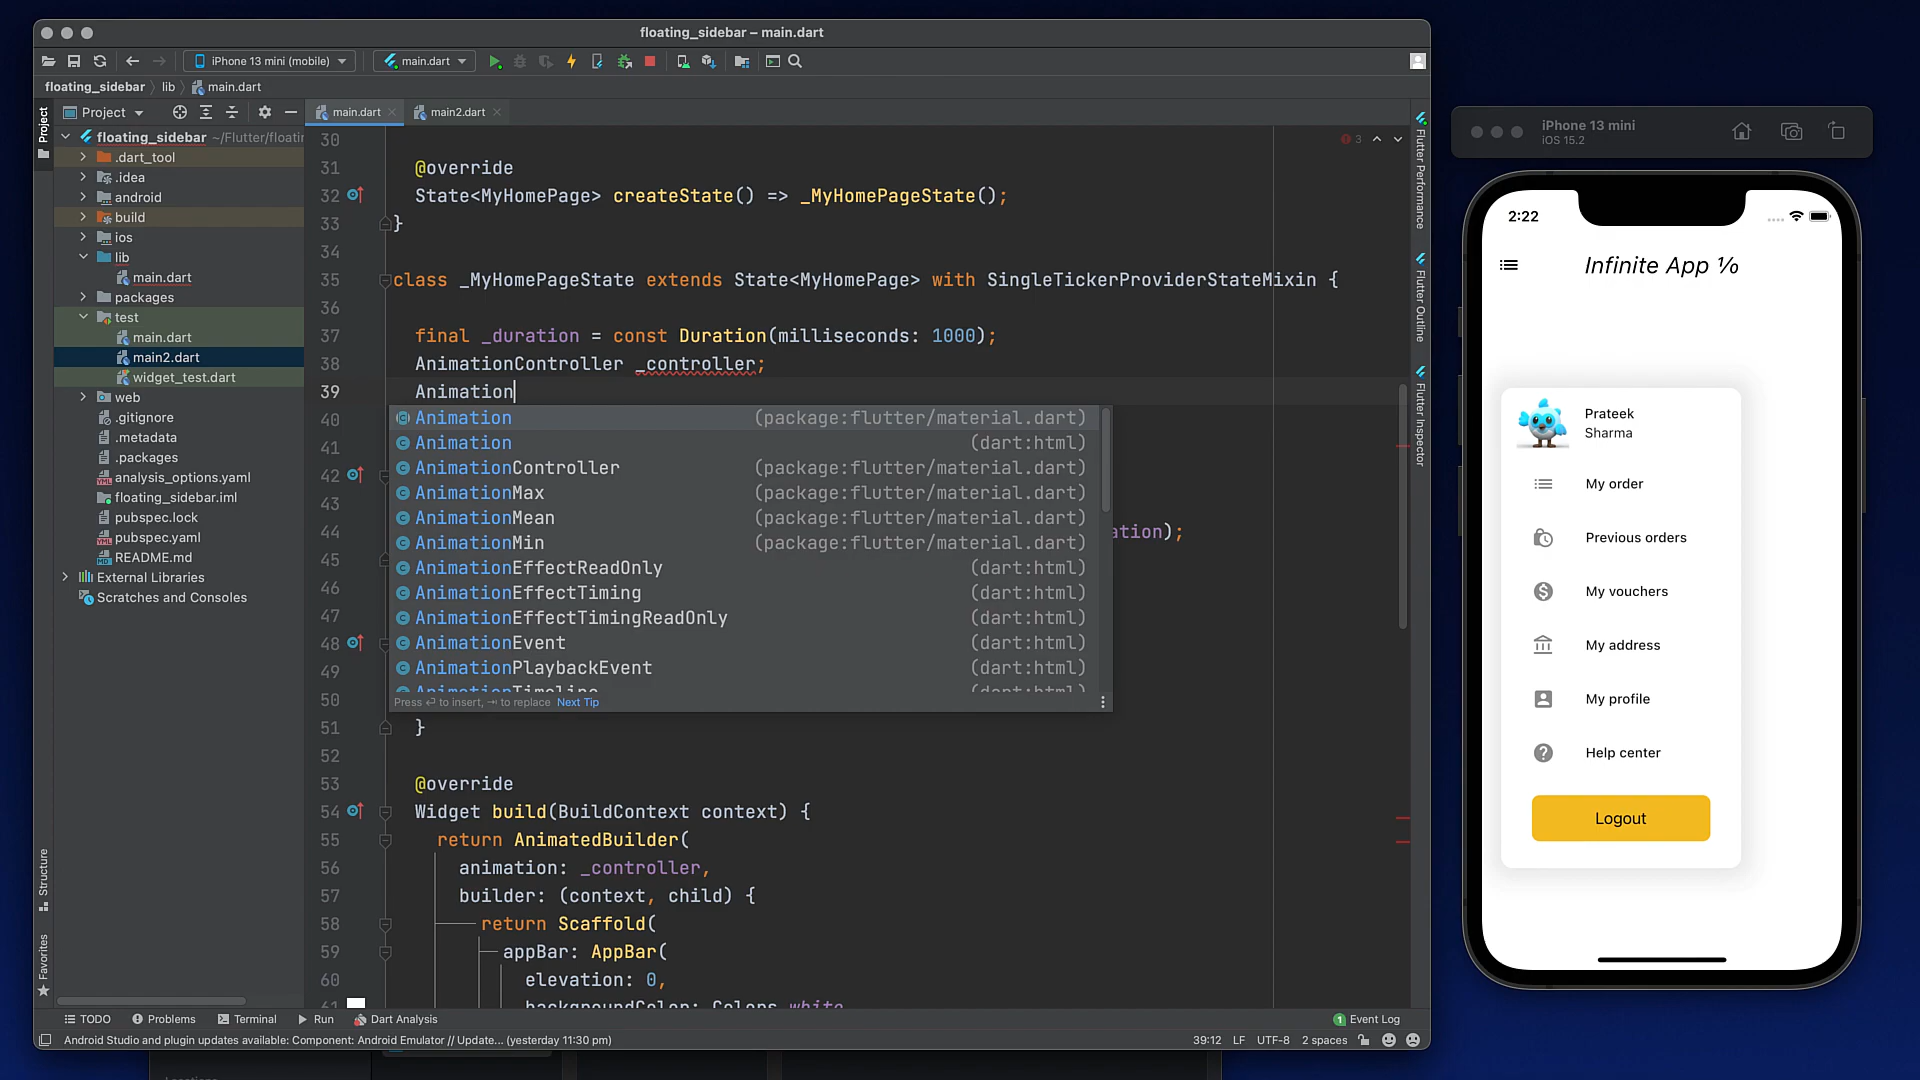 floating_sidebar – main.dart
iPhone 13 mini (mobile)
main.dart
floating_sidebar
lib
main.dart
Project
main.dart
main2.dart
Project
floating_sidebar ~/Flutter/floati
.dart_tool
.idea
android
build
ios
lib
main.dart
packages
test
main.dart
main2.dart
widget_test.dart
web
.gitignore
.metadata
.packages
analysis_options.yaml
floating_sidebar.iml
pubspec.lock
pubspec.yaml
README.md
External Libraries
Scratches and Consoles
Structure
Favorites
3
30
31 @override
32 State<MyHomePage> createState() => _MyHomePageState();
33 }
34
35 class _MyHomePageState extends State<MyHomePage> with SingleTickerProviderStateMixin {
36
37 final _duration = const Duration(milliseconds: 1000);
38 AnimationController _controller;
39 Animation
40
41
42
43
44 ation);
45
46
47
48
49
50
51 }
52
53 @override
54 Widget build(BuildContext context) {
55 return AnimatedBuilder(
56 animation: _controller,
57 builder: (context, child) {
58 return Scaffold(
59 appBar: AppBar(
60 elevation: 0,
61 backgroundColor: Colors.white
Animation (package:flutter/material.dart)
Animation (dart:html)
AnimationController (package:flutter/material.dart)
AnimationMax (package:flutter/material.dart)
AnimationMean (package:flutter/material.dart)
AnimationMin (package:flutter/material.dart)
AnimationEffectReadOnly (dart:html)
AnimationEffectTiming (dart:html)
AnimationEffectTimingReadOnly (dart:html)
AnimationEvent (dart:html)
AnimationPlaybackEvent (dart:html)
AnimationTimeline (dart:html)
Press ⏎ to insert, ⇥ to replace Next Tip
Flutter Performance
Flutter Outline
Flutter Inspector
TODO
Problems
Terminal
Run
Dart Analysis
1 Event Log
Android Studio and plugin updates available: Component: Android Emulator // Update... (yesterday 11:30 pm)
39:12 LF UTF-8 2 spaces
iPhone 13 mini
iOS 15.2
2:22
Infinite App ⅐
Prateek
Sharma
My order
Previous orders
My vouchers
My address
My profile
Help center
Logout